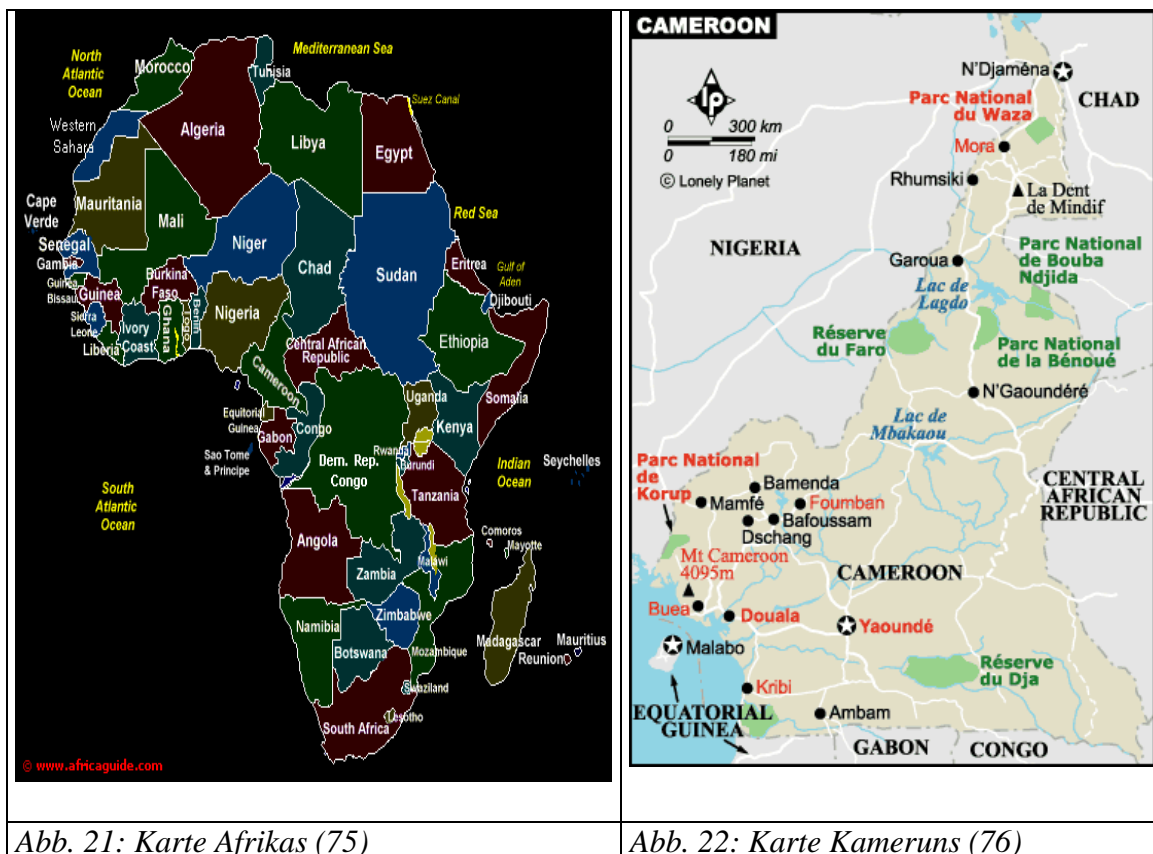 Mediterranean Sea
North
Atlantic
Ocean
Morocco
Tunisia
Suez Canal
Western
Sahara
Algeria
Libya
Egypt
Mauritania
Cape
Verde
Mali
Red Sea
Niger
Senegal
Gambia
Chad
Sudan
Eritrea
Gulf of
Aden
Guinea
Bissau
Guinea
Burkina
Faso
Djibouti
Sierra
Leone
Ivory
Coast
Ghana
Togo
Benin
Nigeria
Liberia
Central African
Republic
Ethiopia
Cameroon
Somalia
Uganda
Kenya
Equitorial
Guinea
Gabon
Congo
Sao Tome
& Principe
Rwanda
Burundi
Dem. Rep.
Congo
Indian
Ocean
Seychelles
Tanzania
South
Atlantic
Ocean
Angola
Comoros
Mayotte
Malawi
Zambia
Zimbabwe
Namibia
Botswana
Mozambique
Madagascar
Mauritius
Reunion
Swaziland
Lesotho
South Africa
© www.africaguide.com
Abb. 21: Karte Afrikas (75)
CAMEROON
N'Djaména
CHAD
Parc National
du Waza
lp
0 300 km
0 180 mi
© Lonely Planet
Mora
Rhumsiki
La Dent
de Mindif
NIGERIA
Parc National
de Bouba
Ndjida
Garoua
Lac de
Lagdo
Réserve
du Faro
Parc National
de la Bénoué
N'Gaoundéré
Lac de
Mbakaou
Parc National
de
Korup
Bamenda
Mamfé
Foumban
Bafoussam
Dschang
CENTRAL
AFRICAN
REPUBLIC
Mt Cameroon
4095m
CAMEROON
Buea
Douala
Yaoundé
Malabo
Réserve
du Dja
Kribi
EQUATORIAL
GUINEA
Ambam
GABON
CONGO
Abb. 22: Karte Kameruns (76)